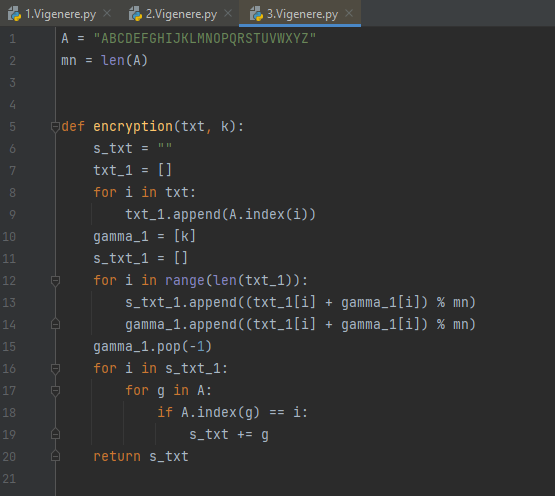 1.Vigenere.py × 2.Vigenere.py × 3.Vigenere.py ×
1 A = "ABCDEFGHIJKLMNOPQRSTUVWXYZ"
2 mn = len(A)
3
4
5 def encryption(txt, k):
6     s_txt = ""
7     txt_1 = []
8     for i in txt:
9         txt_1.append(A.index(i))
10     gamma_1 = [k]
11     s_txt_1 = []
12     for i in range(len(txt_1)):
13         s_txt_1.append((txt_1[i] + gamma_1[i]) % mn)
14         gamma_1.append((txt_1[i] + gamma_1[i]) % mn)
15     gamma_1.pop(-1)
16     for i in s_txt_1:
17         for g in A:
18             if A.index(g) == i:
19                 s_txt += g
20     return s_txt
21